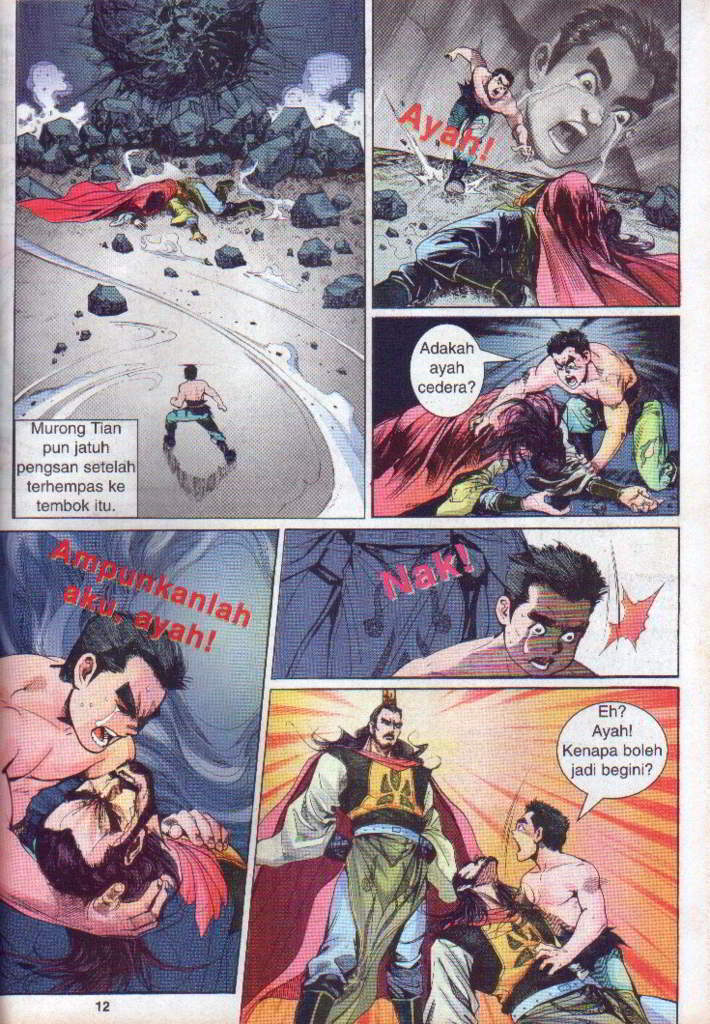 Murong Tian
pun jatuh
pengsan setelah
terhempas ke
tembok itu.
Ayah!
Adakah
ayah
cedera?
Ampunkanlah
aku, ayah!
Nak!
Eh?
Ayah!
Kenapa boleh
jadi begini?
12